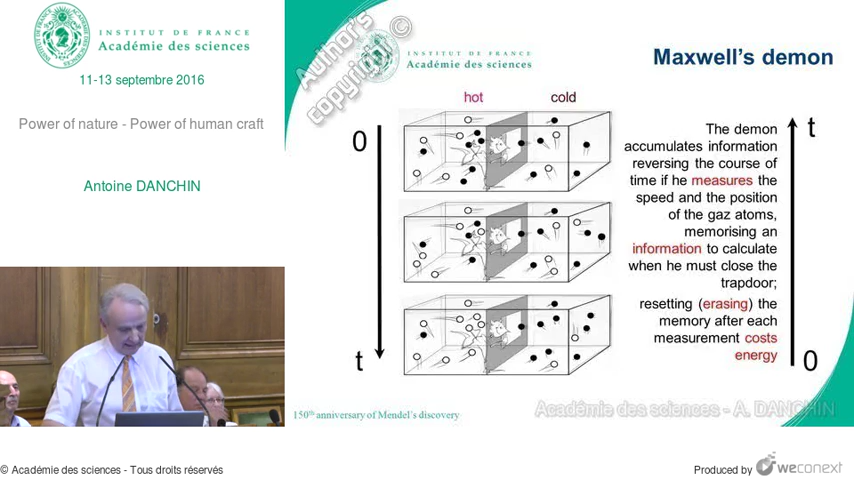 INSTITUT DE FRANCE
Académie des sciences
11-13 septembre 2016
Power of nature - Power of human craft
Antoine DANCHIN
Author's
copyright ©
INSTITUT DE FRANCE
Académie des sciences
Maxwell's demon
hot
cold
0
t
The demon
accumulates information
reversing the course of
time if he measures the
speed and the position
of the gaz atoms,
memorising an
information to calculate
when he must close the
trapdoor;
resetting (erasing) the
memory after each
measurement costs
energy
t
0
150th anniversary of Mendel's discovery
Académie des sciences - A. DANCHIN
© Académie des sciences - Tous droits réservés
Produced by weconext